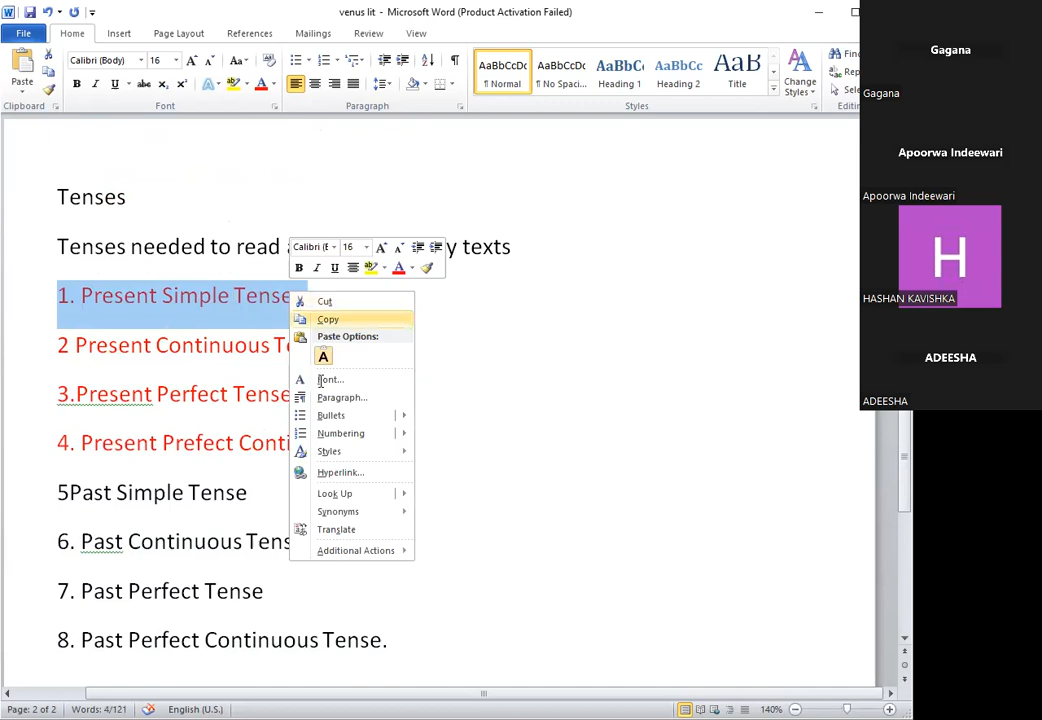 venus lit - Microsoft Word (Product Activation Failed)
File Home Insert Page Layout References Mailings Review View
Calibri (Body) 16
Paste
Clipboard Font Paragraph Styles
AaBbCcDc AaBbCcDc AaBbC AaBbCc AaB
¶ Normal ¶ No Spaci... Heading 1 Heading 2 Title
Change Styles
Gagana
Gagana
Apoorwa Indeewari
Apoorwa Indeewari
H
HASHAN KAVISHKA
ADEESHA
ADEESHA
Tenses
Tenses needed to read
y texts
1. Present Simple Tense
2 Present Continuous
3.Present Perfect Tense
4. Present Prefect
5Past Simple Tense
6. Past Continuous
7. Past Perfect Tense
8. Past Perfect Continuous Tense.
16
Cut
Copy
Paste Options:
A
Font...
Paragraph...
Bullets
Numbering
Styles
Hyperlink...
Look Up
Synonyms
Translate
Additional Actions
Page: 2 of 2 Words: 4/121 English (U.S.) 140%